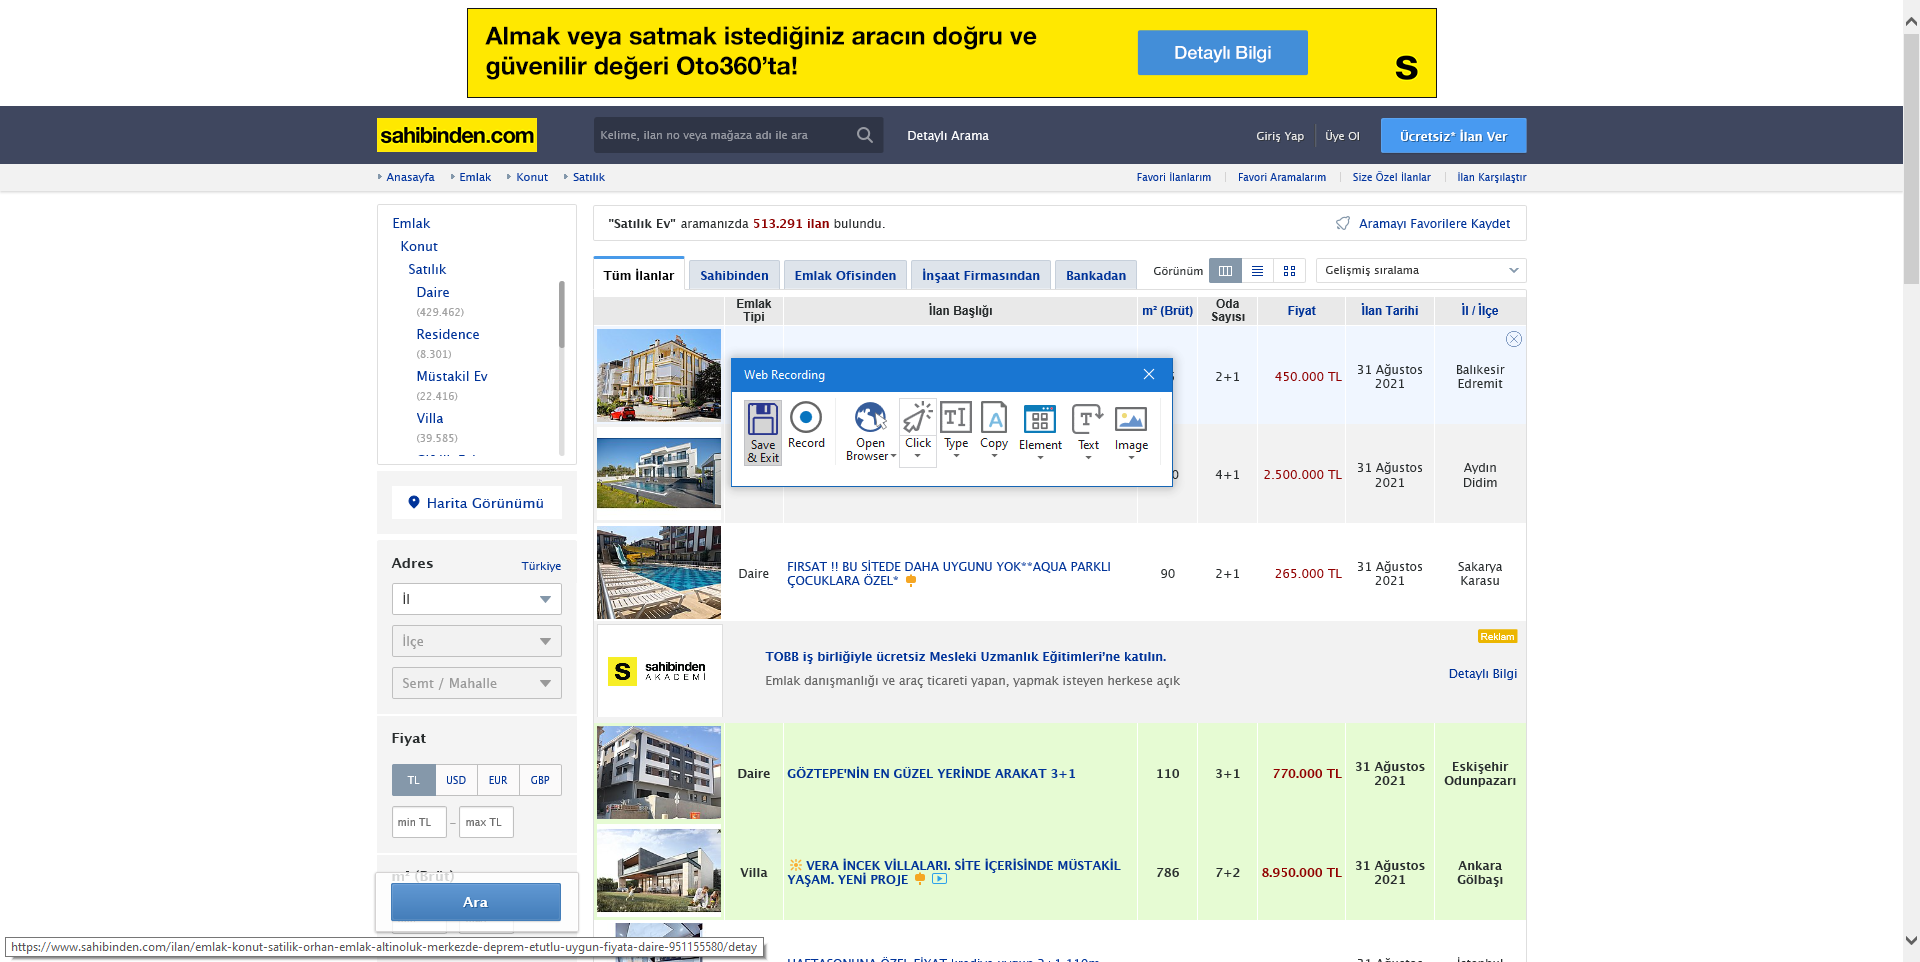 Almak veya satmak istediğiniz aracın doğru ve
güvenilir değeri Oto360'ta!
Detaylı Bilgi
S
sahibinden.com
Kelime, ilan no veya mağaza adı ile ara
Detaylı Arama
Giriş Yap
Üye Ol
Ücretsiz* İlan Ver
Anasayfa
Emlak
Konut
Satılık
Favori İlanlarım
Favori Aramalarım
Size Özel İlanlar
İlan Karşılaştır
Emlak
Konut
Satılık
Daire
(429.462)
Residence
(8.301)
Müstakil Ev
(22.416)
Villa
(39.585)
Harita Görünümü
Adres
Türkiye
İl
İlçe
Semt / Mahalle
Fiyat
TL USD EUR GBP
min TL – max TL
m² (Brüt)
Ara
"Satılık Ev" aramanızda 513.291 ilan bulundu.
Aramayı Favorilere Kaydet
Tüm İlanlar
Sahibinden
Emlak Ofisinden
İnşaat Firmasından
Bankadan
Görünüm
Gelişmiş sıralama
Emlak
Tipi
İlan Başlığı
m² (Brüt)
Oda
Sayısı
Fiyat
İlan Tarihi
İl / İlçe
2+1
450.000 TL
31 Ağustos
2021
Balıkesir
Edremit
Web Recording
Save
& Exit
Record
Open
Browser
Click
Type
Copy
Element
Text
Image
0
4+1
2.500.000 TL
31 Ağustos
2021
Aydın
Didim
Daire
FIRSAT !! BU SİTEDE DAHA UYGUNU YOK**AQUA PARKLI
ÇOCUKLARA ÖZEL*
90
2+1
265.000 TL
31 Ağustos
2021
Sakarya
Karasu
S sahibinden
AKADEMİ
TOBB iş birliğiyle ücretsiz Mesleki Uzmanlık Eğitimleri'ne katılın.
Emlak danışmanlığı ve araç ticareti yapan, yapmak isteyen herkese açık
Reklam
Detaylı Bilgi
Daire
GÖZTEPE'NİN EN GÜZEL YERİNDE ARAKAT 3+1
110
3+1
770.000 TL
31 Ağustos
2021
Eskişehir
Odunpazarı
Villa
VERA İNCEK VİLLALARI. SİTE İÇERİSİNDE MÜSTAKİL
YAŞAM. YENİ PROJE
786
7+2
8.950.000 TL
31 Ağustos
2021
Ankara
Gölbaşı
HAFTASONUNA ÖZEL FİYAT krediye uygun 3+1 110m
31 Ağustos
İstanbul
https://www.sahibinden.com/ilan/emlak-konut-satilik-orhan-emlak-altinoluk-merkezde-deprem-etutlu-uygun-fiyata-daire-951155580/detay